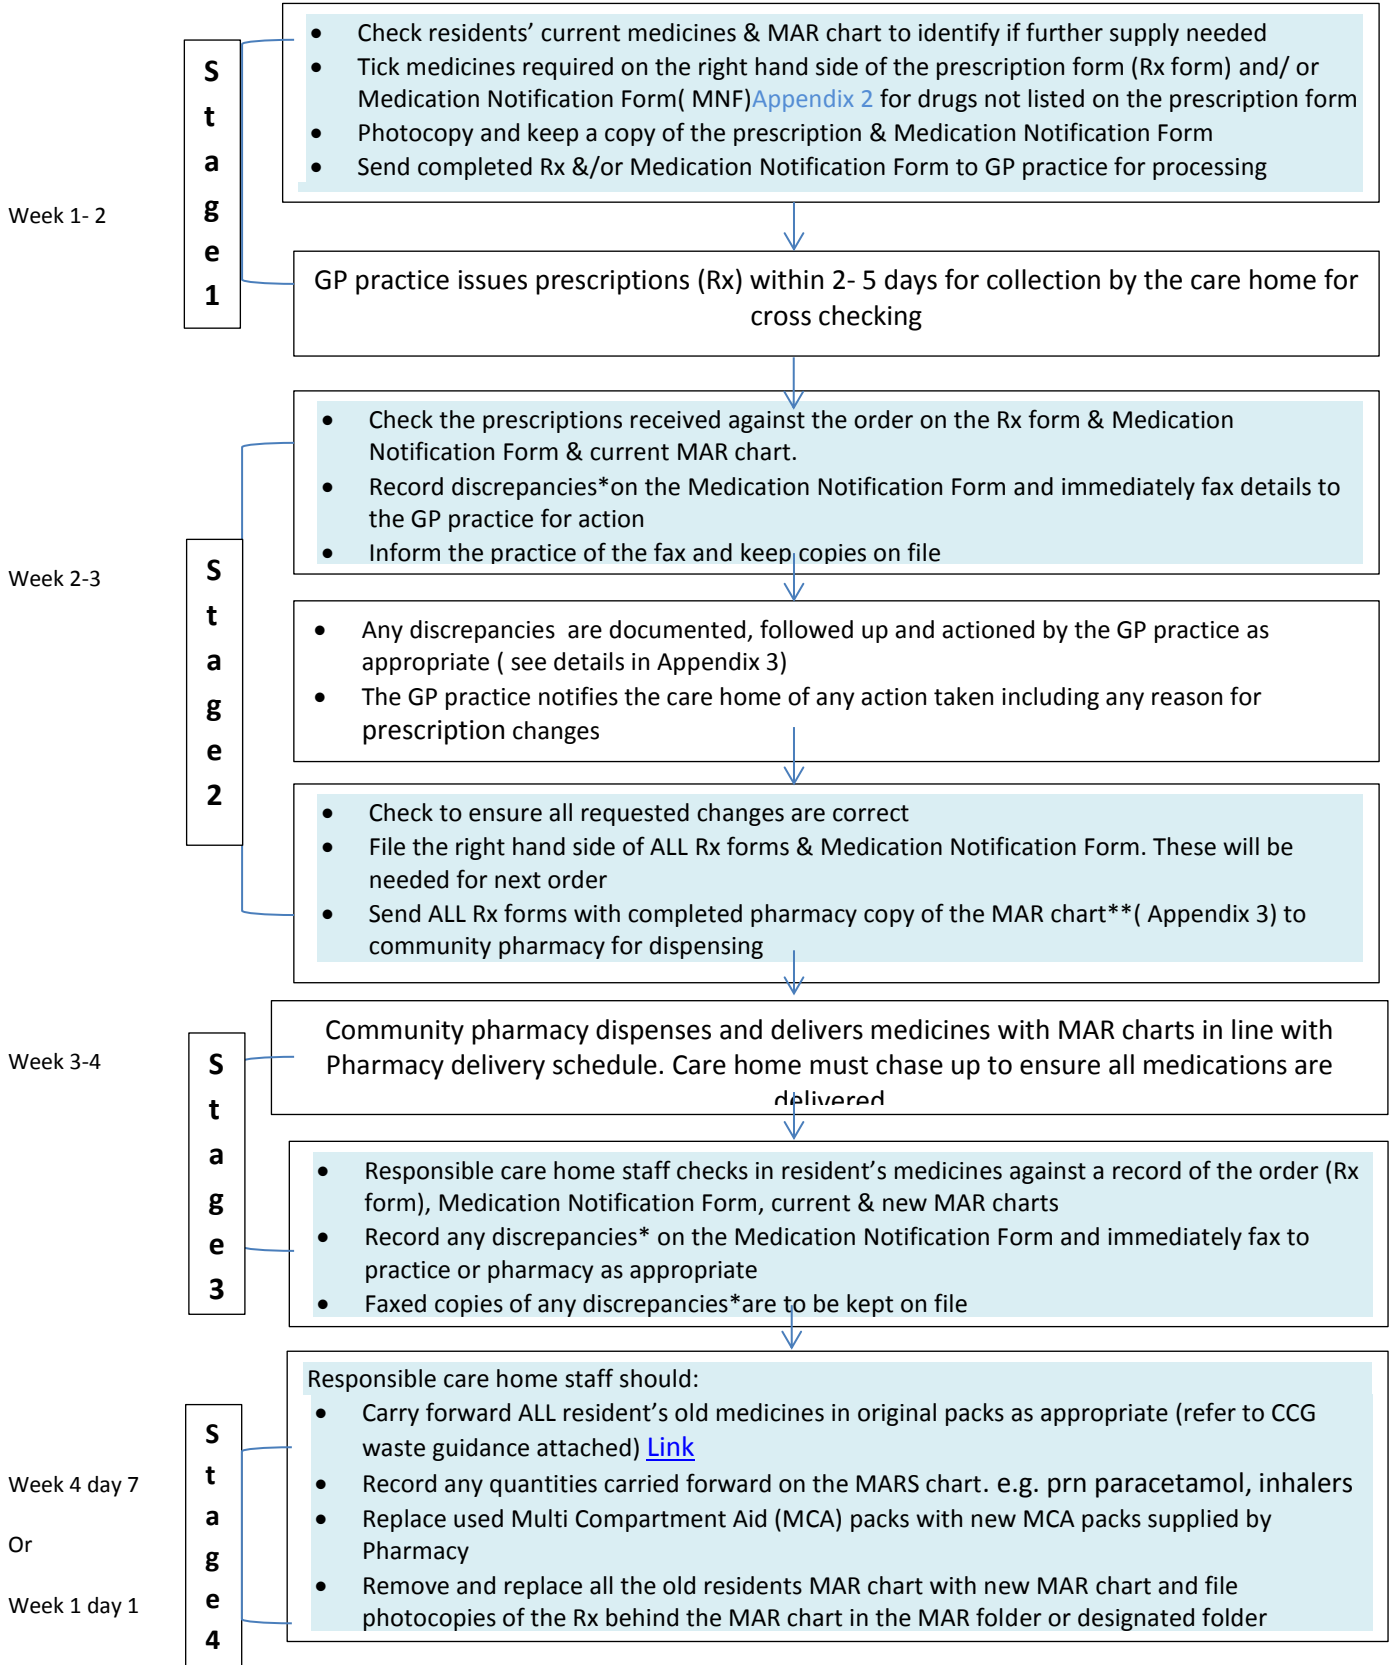 • Check residents’ current medicines & MAR chart to identify if further supply needed
• Tick medicines required on the right hand side of the prescription form (Rx form) and/ or
Medication Notification Form( MNF)Appendix 2 for drugs not listed on the prescription form
• Photocopy and keep a copy of the prescription & Medication Notification Form
• Send completed Rx &/or Medication Notification Form to GP practice for processing
Week 1- 2
S
t
a
g
e
1
GP practice issues prescriptions (Rx) within 2- 5 days for collection by the care home for
cross checking
• Check the prescriptions received against the order on the Rx form & Medication
Notification Form & current MAR chart.
• Record discrepancies*on the Medication Notification Form and immediately fax details to
the GP practice for action
• Inform the practice of the fax and keep copies on file
Week 2-3
S
t
a
g
e
2
• Any discrepancies  are documented, followed up and actioned by the GP practice as
appropriate ( see details in Appendix 3)
• The GP practice notifies the care home of any action taken including any reason for
prescription changes
• Check to ensure all requested changes are correct
• File the right hand side of ALL Rx forms & Medication Notification Form. These will be
needed for next order
• Send ALL Rx forms with completed pharmacy copy of the MAR chart**( Appendix 3) to
community pharmacy for dispensing
Week 3-4
S
t
a
g
e
3
Community pharmacy dispenses and delivers medicines with MAR charts in line with
Pharmacy delivery schedule. Care home must chase up to ensure all medications are
delivered
• Responsible care home staff checks in resident’s medicines against a record of the order (Rx
form), Medication Notification Form, current & new MAR charts
• Record any discrepancies* on the Medication Notification Form and immediately fax to
practice or pharmacy as appropriate
• Faxed copies of any discrepancies*are to be kept on file
Week 4 day 7
Or
Week 1 day 1
S
t
a
g
e
4
Responsible care home staff should:
• Carry forward ALL resident’s old medicines in original packs as appropriate (refer to CCG
waste guidance attached) Link
• Record any quantities carried forward on the MARS chart. e.g. prn paracetamol, inhalers
• Replace used Multi Compartment Aid (MCA) packs with new MCA packs supplied by
Pharmacy
• Remove and replace all the old residents MAR chart with new MAR chart and file
photocopies of the Rx behind the MAR chart in the MAR folder or designated folder